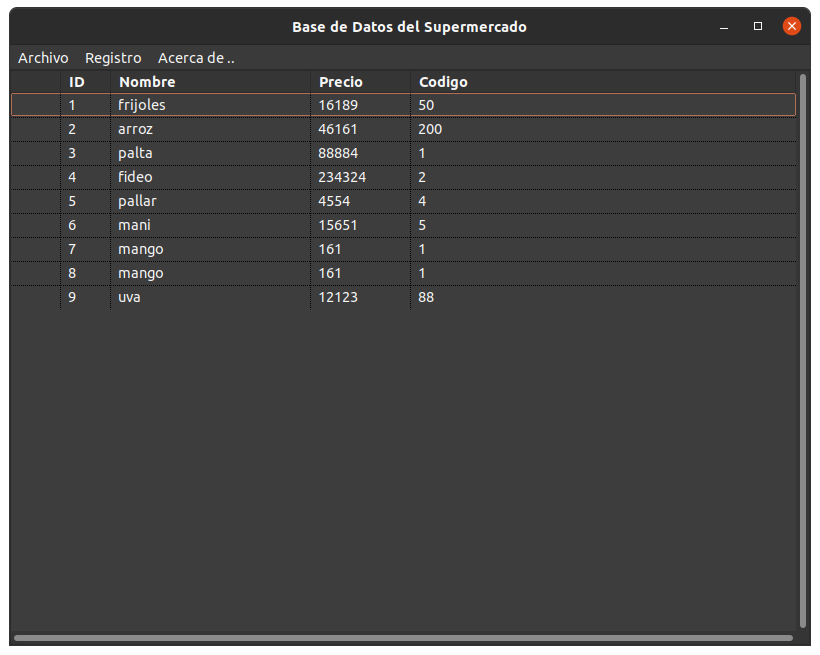 Base de Datos del Supermercado
Archivo Registro Acerca de ..
ID Nombre Precio Codigo
1 frijoles 16189 50
2 arroz 46161 200
3 palta 88884 1
4 fideo 234324 2
5 pallar 4554 4
6 mani 15651 5
7 mango 161 1
8 mango 161 1
9 uva 12123 88